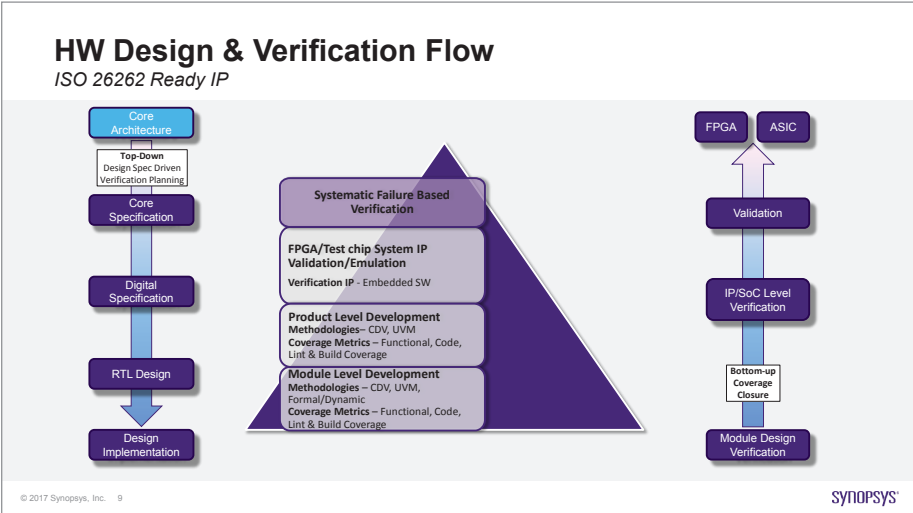 HW Design & Verification Flow
ISO 26262 Ready IP
Core
Architecture
Top-Down
Design Spec Driven
Verification Planning
Core
Specification
Digital
Specification
RTL Design
Design
Implementation
Systematic Failure Based
Verification
FPGA/Test chip System IP
Validation/Emulation
Verification IP - Embedded SW
Product Level Development
Methodologies– CDV, UVM
Coverage Metrics – Functional, Code,
Lint & Build Coverage
Module Level Development
Methodologies – CDV, UVM,
Formal/Dynamic
Coverage Metrics – Functional, Code,
Lint & Build Coverage
FPGA
ASIC
Validation
IP/SoC Level
Verification
Bottom-up
Coverage
Closure
Module Design
Verification
© 2017 Synopsys, Inc. 9
SYNOPSYS®